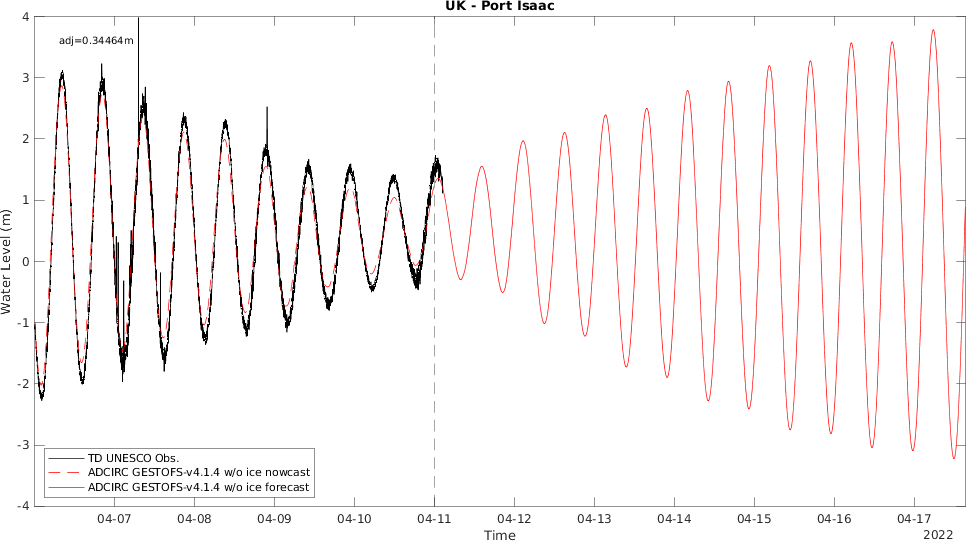 UK - Port Isaac
adj=0.34464m
Water Level (m)
4
3
2
1
0
-1
-2
-3
-4
TD UNESCO Obs.
ADCIRC GESTOFS-v4.1.4 w/o ice nowcast
ADCIRC GESTOFS-v4.1.4 w/o ice forecast
04-07 04-08 04-09 04-10 04-11 04-12 04-13 04-14 04-15 04-16 04-17
Time
2022